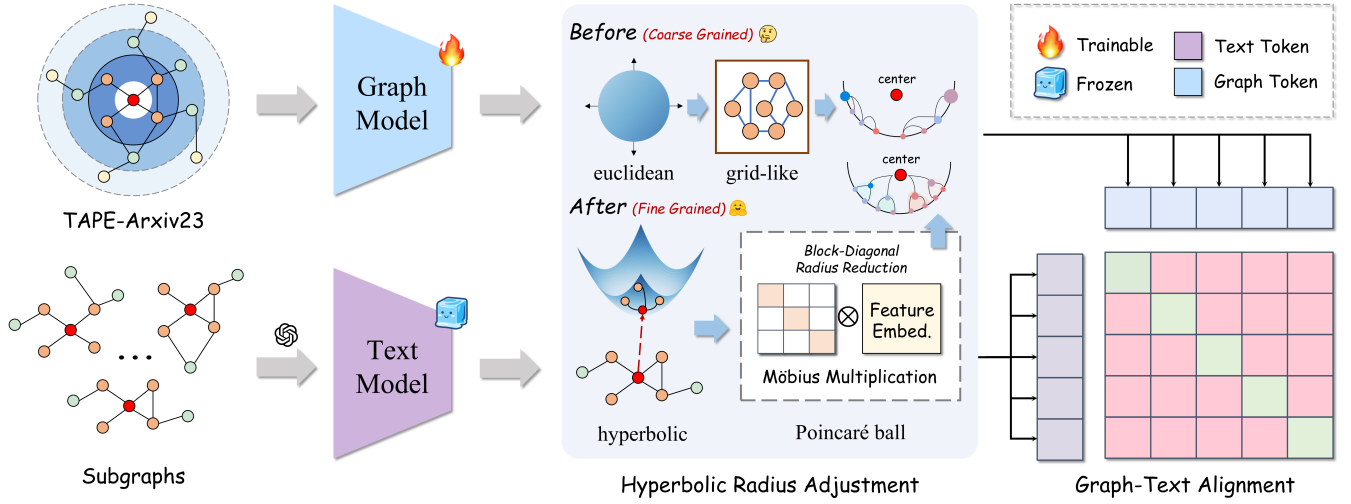 TAPE-Arxiv23
Subgraphs
Graph
Model
Text
Model
Before (Coarse Grained)
euclidean
grid-like
center
center
After (Fine Grained)
hyperbolic
Block-Diagonal
Radius Reduction
Feature
Embed.
Möbius Multiplication
Poincaré ball
Hyperbolic Radius Adjustment
Trainable
Text Token
Frozen
Graph Token
Graph-Text Alignment